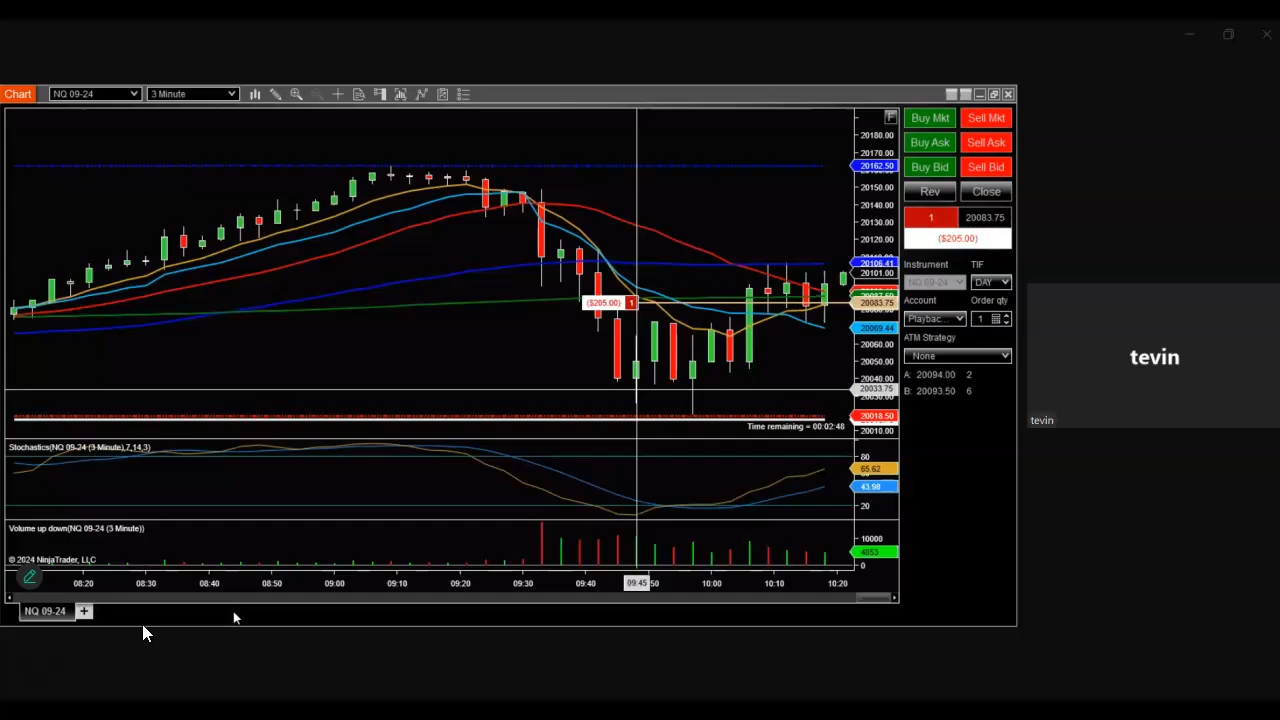 Chart NQ 09-24 3 Minute
F
Buy Mkt Sell Mkt
Buy Ask Sell Ask
Buy Bid Sell Bid
Rev Close
1 20083.75
($205.00)
Instrument TIF
NQ 09-24 DAY
Account Order qty
Playbac... 1
ATM Strategy
None
A: 20094.00 2
B: 20093.50 6
20180.00
20170.00
20162.50
20150.00
20140.00
20130.00
20120.00
20106.41
20101.00
20083.75
20069.44
20060.00
20050.00
20040.00
20033.75
20018.50
20010.00
($205.00) 1
Time remaining = 00:02:48
Stochastics(NQ 09-24 (3 Minute),7,14,3)
80
65.62
43.98
20
Volume up down(NQ 09-24 (3 Minute))
10000
4853
0
© 2024 NinjaTrader, LLC
08:20 08:30 08:40 08:50 09:00 09:10 09:20 09:30 09:40 09:45 50 10:00 10:10 10:20
NQ 09-24 +
tevin
tevin